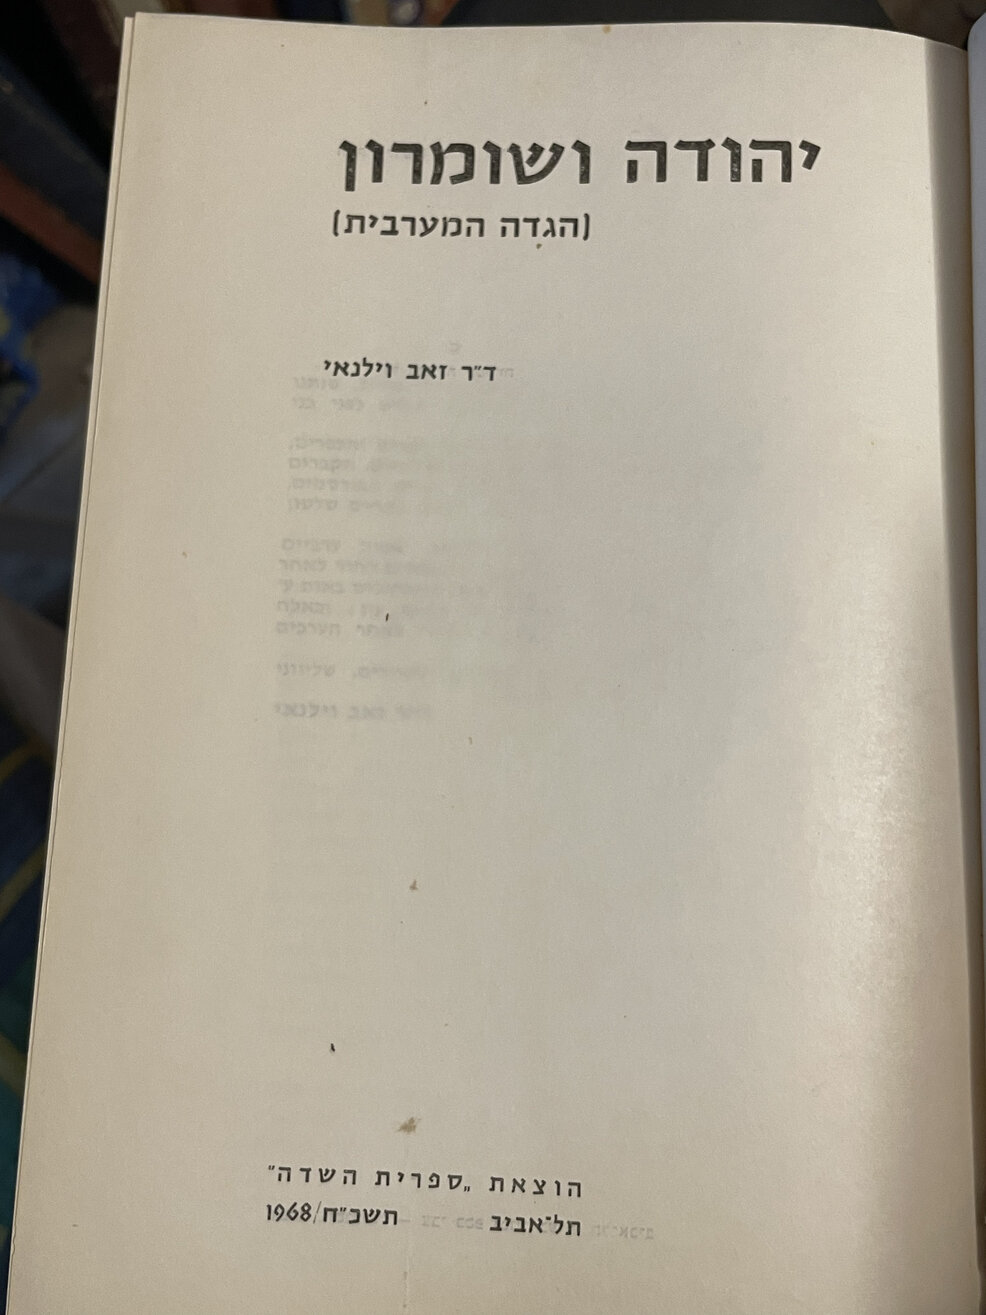 יהודה ושומרון
(הגדה המערבית)
ד״ר זאב וילנאי
הוצאת „ספרית השדה״
תל־אביב תשכ״ח/1968